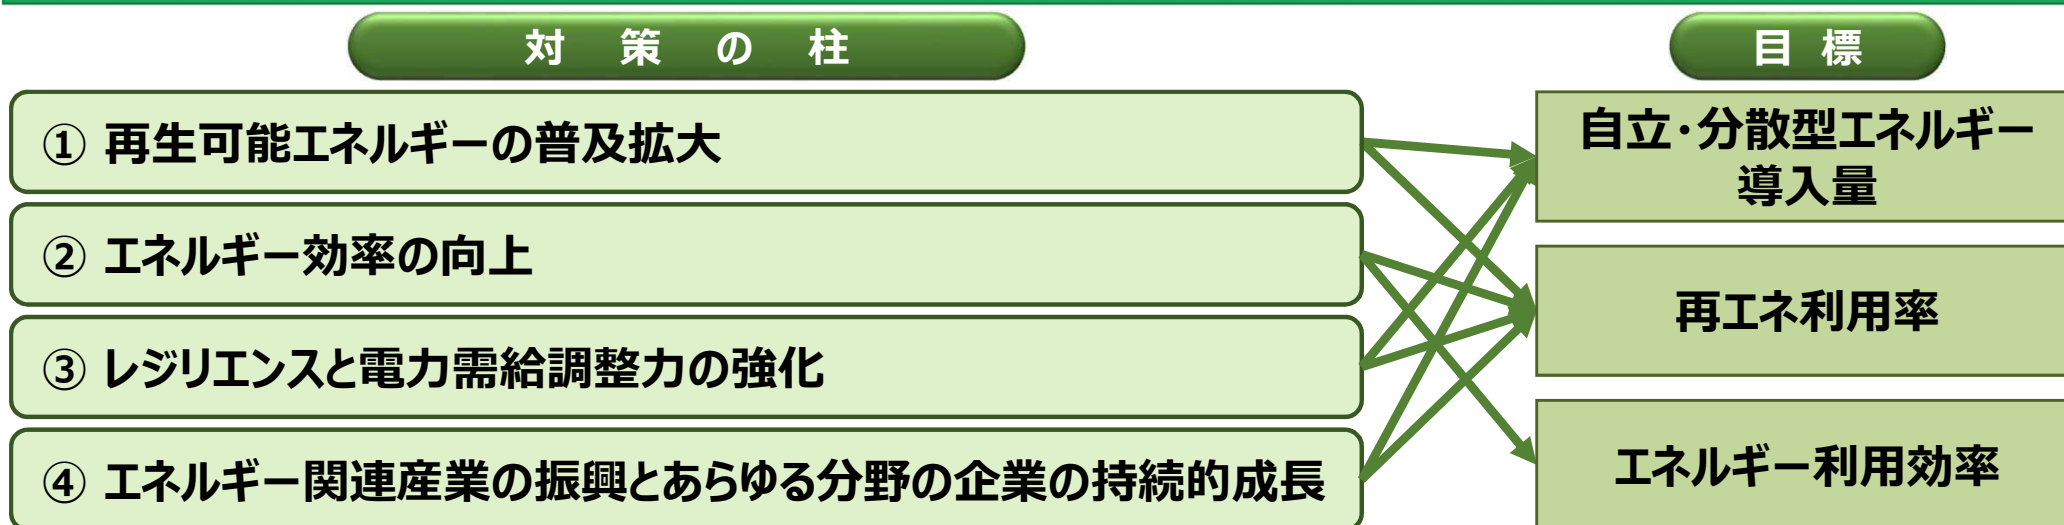 対策の柱
目標
① 再生可能エネルギーの普及拡大
② エネルギー効率の向上
③ レジリエンスと電力需給調整力の強化
④ エネルギー関連産業の振興とあらゆる分野の企業の持続的成長
自立・分散型エネルギー
導入量
再エネ利用率
エネルギー利用効率